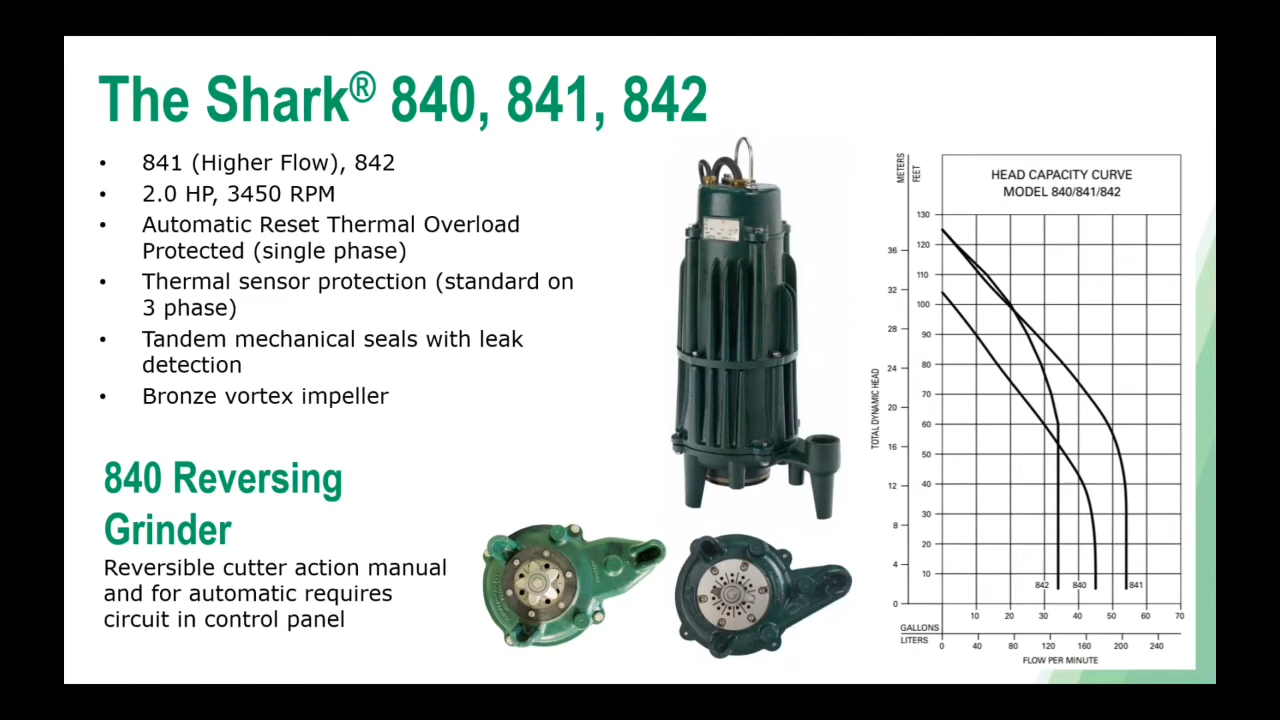 The Shark® 840, 841, 842
• 841 (Higher Flow), 842
• 2.0 HP, 3450 RPM
• Automatic Reset Thermal Overload
Protected (single phase)
• Thermal sensor protection (standard on
3 phase)
• Tandem mechanical seals with leak
detection
• Bronze vortex impeller
840 Reversing
Grinder
Reversible cutter action manual
and for automatic requires
circuit in control panel
METERS
FEET
HEAD CAPACITY CURVE
MODEL 840/841/842
130
120
36
110
32
100
28
90
24
80
70
20
60
16
50
12
40
30
8
20
4
10
0
TOTAL DYNAMIC HEAD
842
840
841
10 20 30 40 50 60 70
GALLONS
LITERS
0 40 80 120 160 200 240
FLOW PER MINUTE